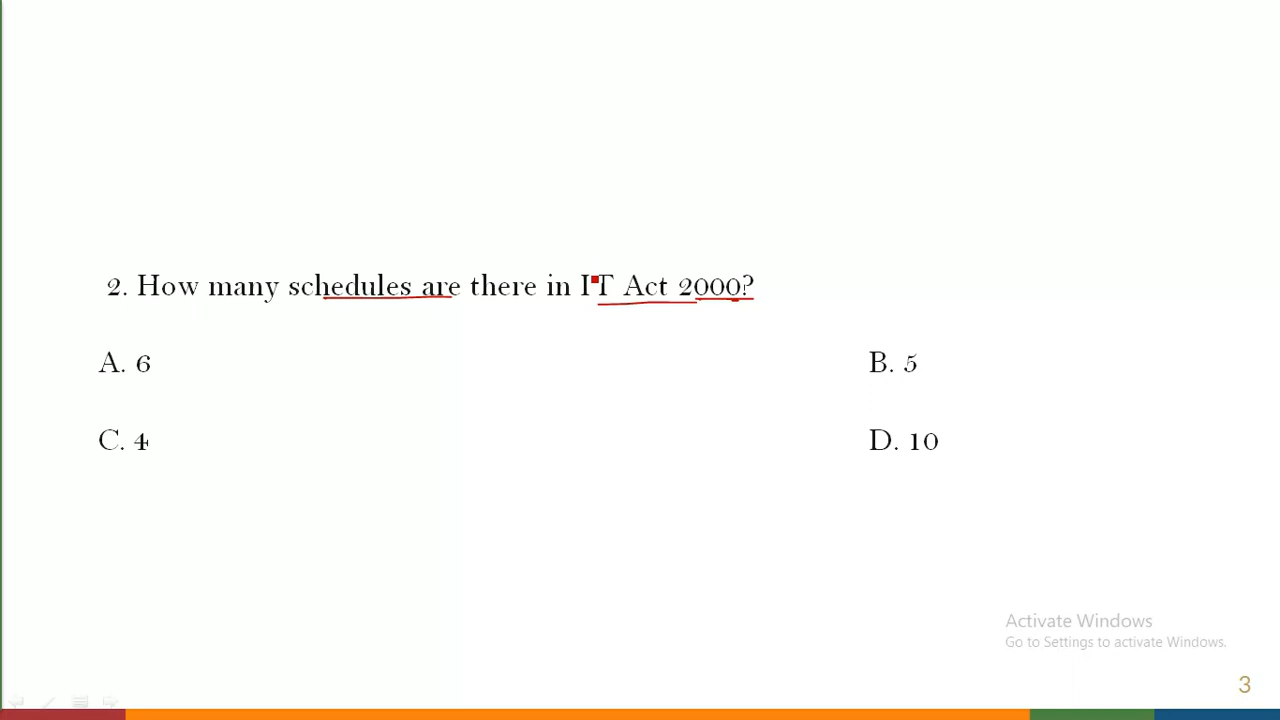 2. How many schedules are there in IT Act 2000?
A. 6
B. 5
C. 4
D. 10
Activate Windows
Go to Settings to activate Windows.
3